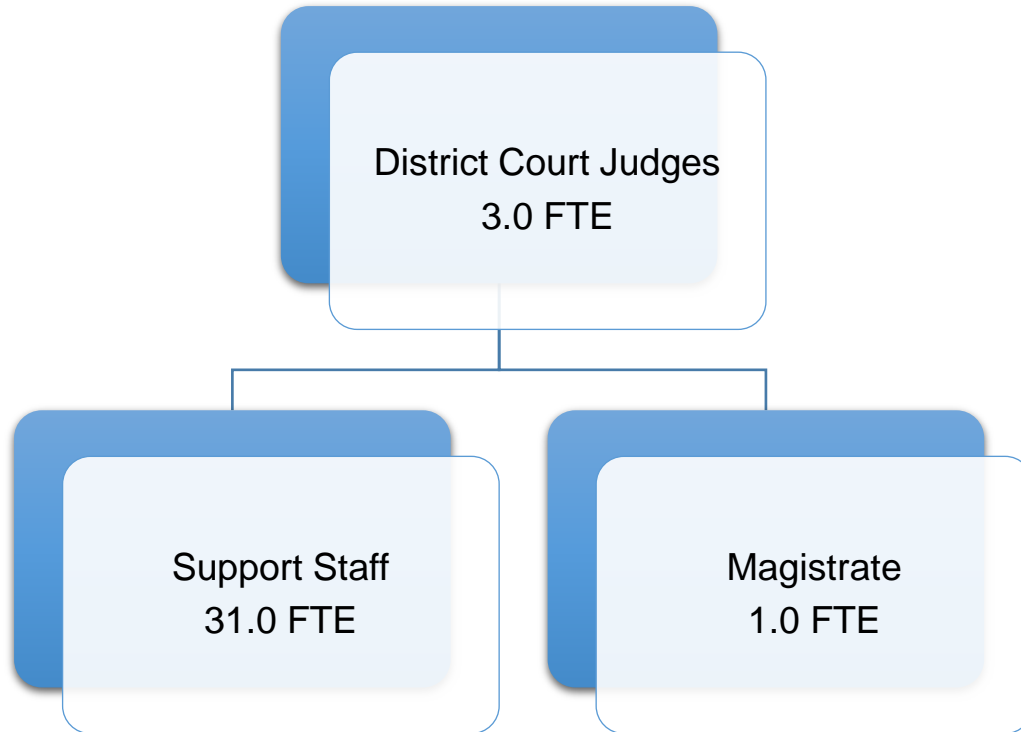 District Court Judges
3.0 FTE
Support Staff
31.0 FTE
Magistrate
1.0 FTE